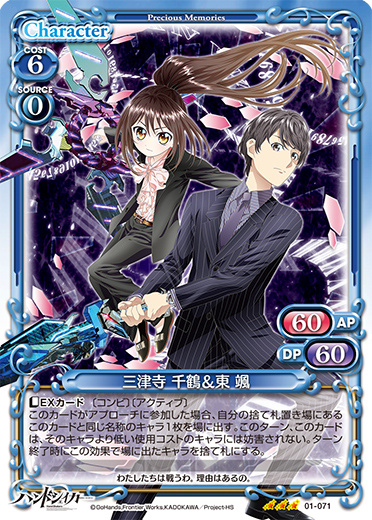 Precious Memories
Character
COST
6
SOURCE
0
60 AP
DP 60
三津寺 千鶴&東 颯
EXカード [コンビ][アクティブ]
このカードがアプローチに参加した場合、自分の捨て札置き場にある
このカードと同じ名称のキャラ1枚を場に出す。このターン、このカード
は、そのキャラより低い使用コストのキャラには妨害されない。ターン
終了時にこの効果で場に出たキャラを捨て札にする。
わたしたちは戦うわ。理由はあるの。
ハンドシェイカー
©GoHands,Frontier Works,KADOKAWA/Project-HS
01-071